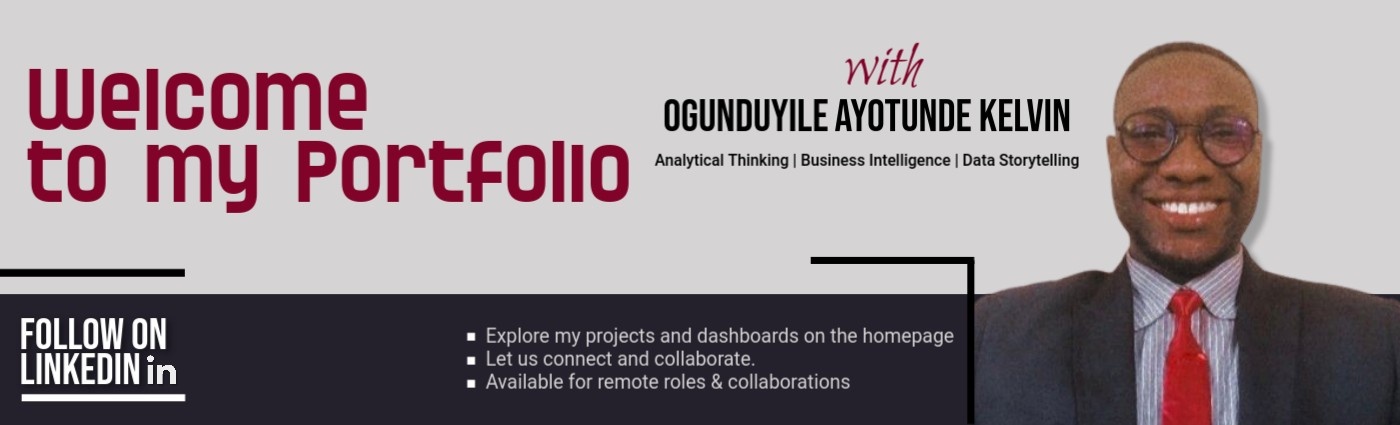 Welcome
to my Portfolio
with
OGUNDUYILE AYOTUNDE KELVIN
Analytical Thinking | Business Intelligence | Data Storytelling
FOLLOW ON
LINKEDIN in
▪ Explore my projects and dashboards on the homepage
▪ Let us connect and collaborate.
▪ Available for remote roles & collaborations